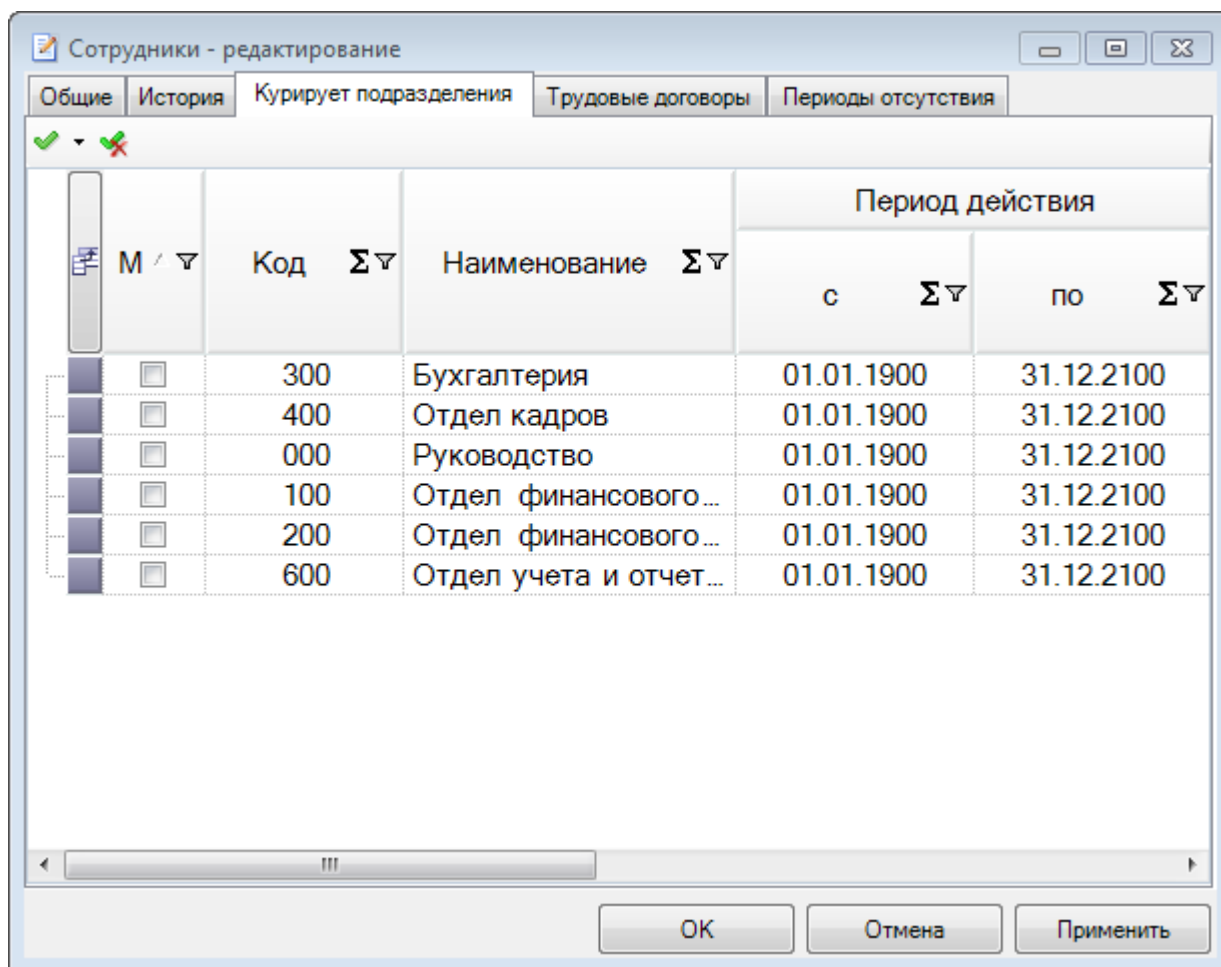 Сотрудники - редактирование
Общие История Курирует подразделения Трудовые договоры Периоды отсутствия
Период действия
М Код Σ Наименование Σ
с Σ по Σ
300 Бухгалтерия 01.01.1900 31.12.2100
400 Отдел кадров 01.01.1900 31.12.2100
000 Руководство 01.01.1900 31.12.2100
100 Отдел финансового... 01.01.1900 31.12.2100
200 Отдел финансового... 01.01.1900 31.12.2100
600 Отдел учета и отчет... 01.01.1900 31.12.2100
ОК Отмена Применить